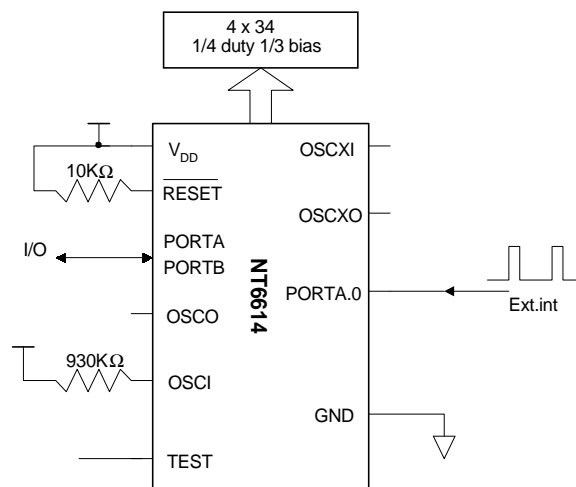 4 x 34
1/4 duty 1/3 bias
VDD
OSCXI
10KΩ
RESET
OSCXO
I/O
PORTA
PORTB
NT6614
PORTA.0
Ext.int
OSCO
930KΩ
OSCI
GND
TEST